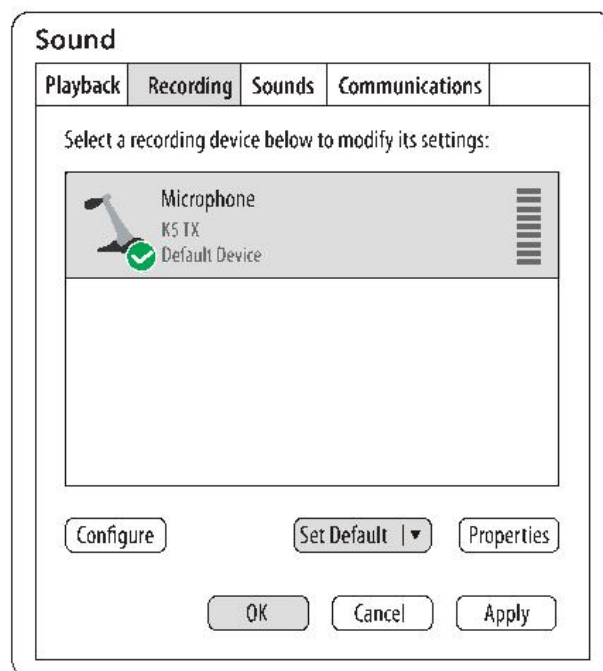 Sound
Playback Recording Sounds Communications
Select a recording device below to modify its settings:
Microphone
K5 TX
Default Device
Configure Set Default Properties
OK Cancel Apply